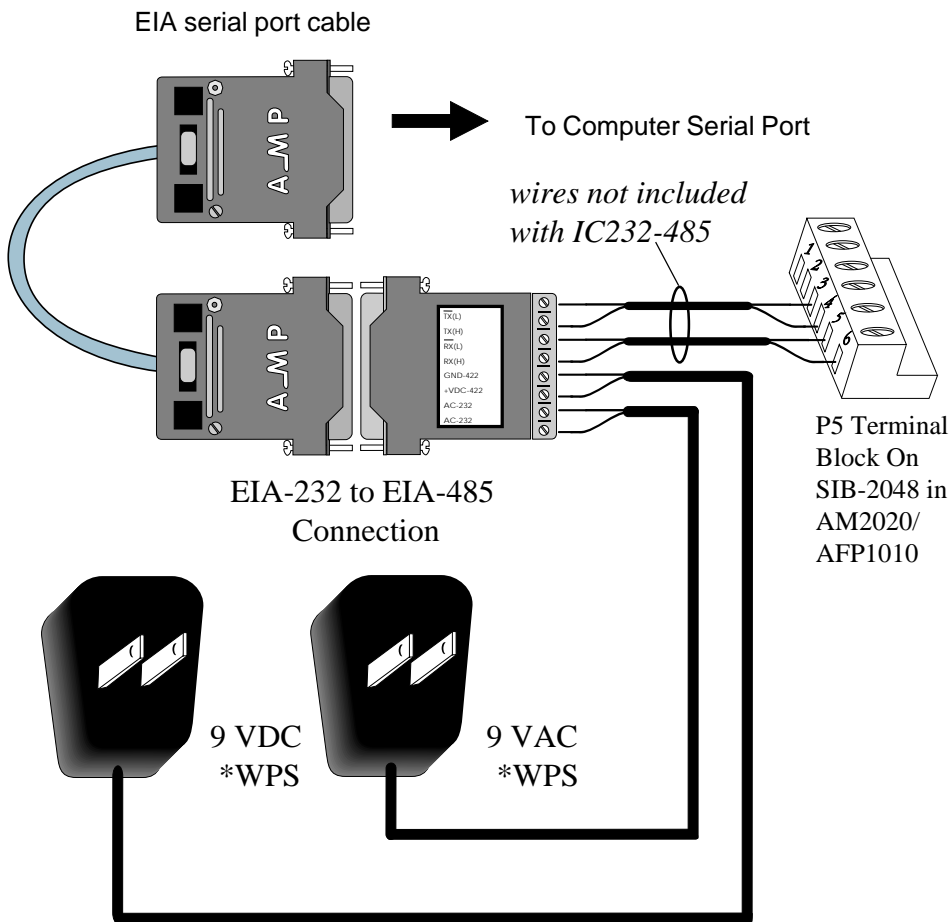 EIA serial port cable
AMP
To Computer Serial Port
wires not included
with IC232-485
1
2
3
4
5
6
AMP
TX(L)
TX(H)
RX(L)
RX(H)
GND-422
+VDC-422
AC-232
AC-232
P5 Terminal
Block On
SIB-2048 in
AM2020/
AFP1010
EIA-232 to EIA-485
Connection
9 VDC
*WPS
9 VAC
*WPS